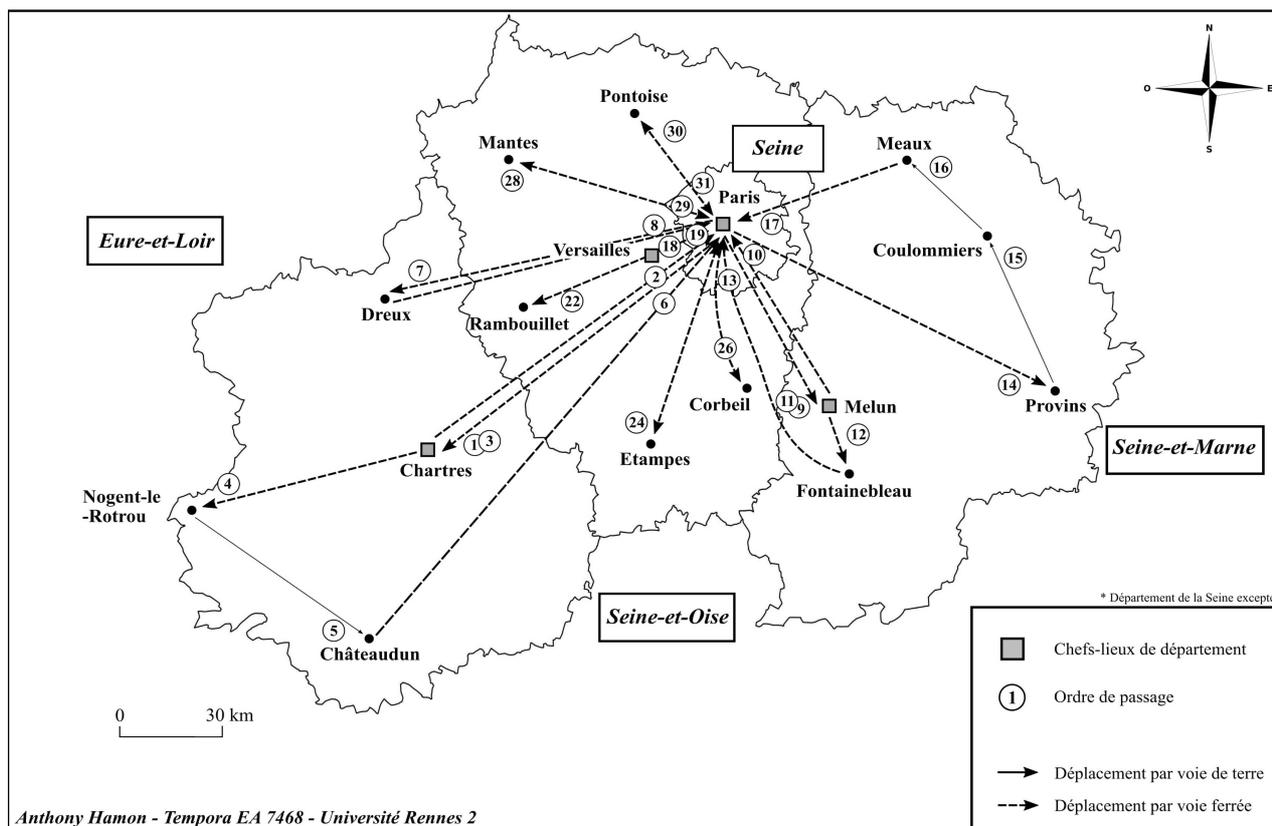 N
O
E
S
Pontoise
30
Mantes
28
Seine
Meaux
16
31
29
Paris
17
Eure-et-Loir
8
Versailles
18
19
10
Coulommiers
15
7
2
13
Dreux
22
6
Rambouillet
26
14
Provins
Corbeil
11
9
Melun
24
12
Etampes
Seine-et-Marne
1
3
Chartres
4
Nogent-le
-Rotrou
Fontainebleau
Seine-et-Oise
5
Châteaudun
* Département de la Seine excepté
Chefs-lieux de département
1
Ordre de passage
0
30 km
Déplacement par voie de terre
Déplacement par voie ferrée
Anthony Hamon - Tempora EA 7468 - Université Rennes 2